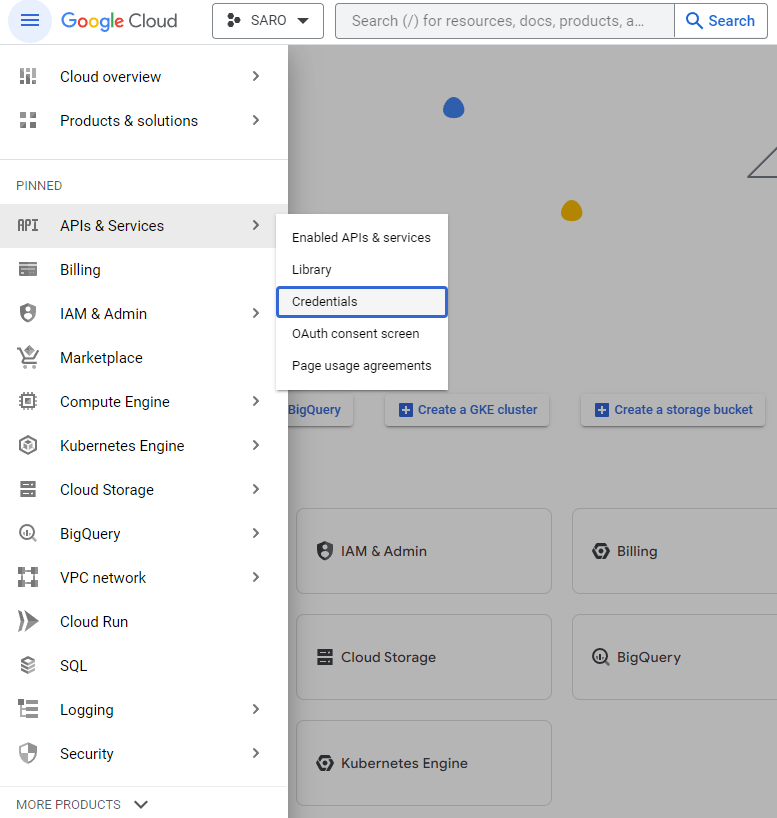 Google Cloud
SARO
Search (/) for resources, docs, products, a...
Search
Cloud overview
Products & solutions
PINNED
API APIs & Services
Billing
IAM & Admin
Marketplace
Compute Engine
Kubernetes Engine
Cloud Storage
BigQuery
VPC network
Cloud Run
SQL
Logging
Security
MORE PRODUCTS
Enabled APIs & services
Library
Credentials
OAuth consent screen
Page usage agreements
BigQuery
Create a GKE cluster
Create a storage bucket
IAM & Admin
Billing
Cloud Storage
BigQuery
Kubernetes Engine